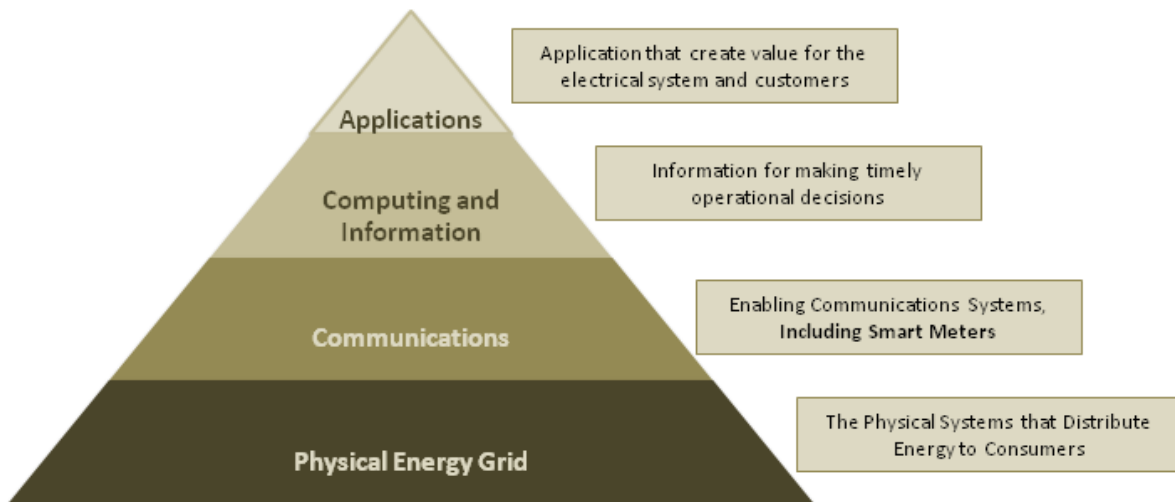 Application that create value for the
electrical system and customers
Applications
Information for making timely
operational decisions
Computing and
Information
Enabling Communications Systems,
Including Smart Meters
Communications
The Physical Systems that Distribute
Energy to Consumers
Physical Energy Grid